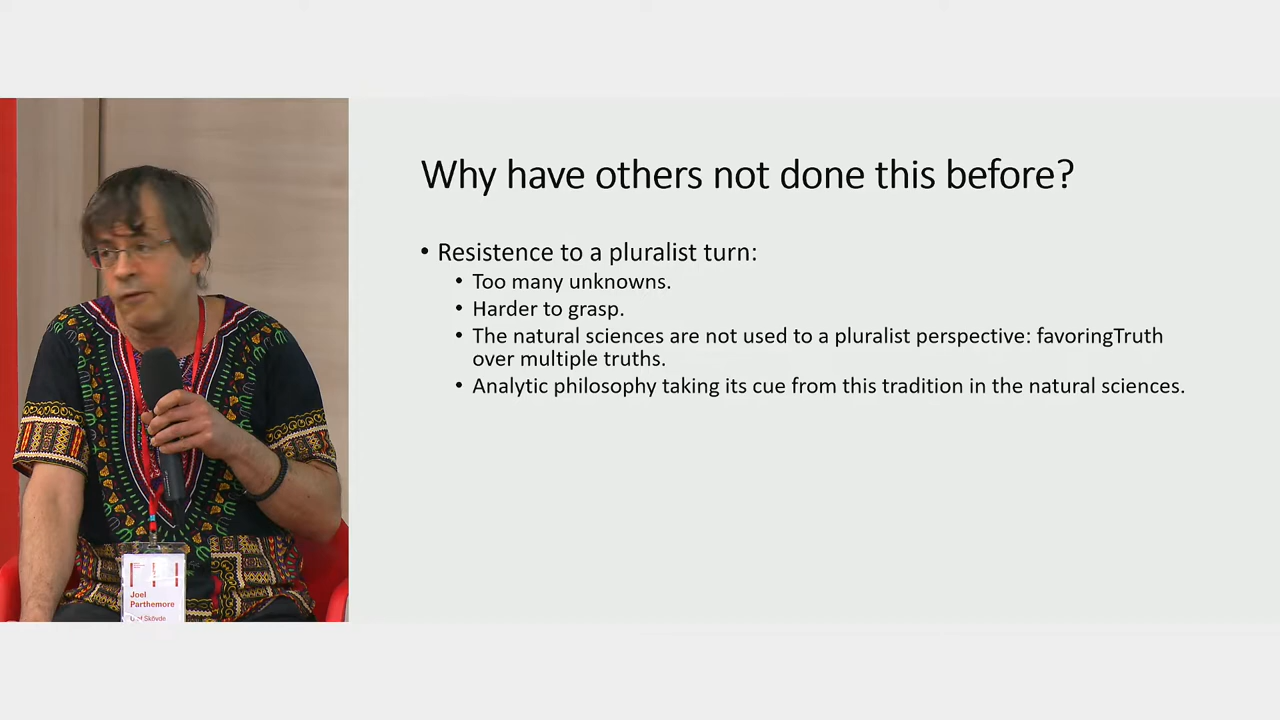 Why have others not done this before?
• Resistence to a pluralist turn:
• Too many unknowns.
• Harder to grasp.
• The natural sciences are not used to a pluralist perspective: favoringTruth
over multiple truths.
• Analytic philosophy taking its cue from this tradition in the natural sciences.
Joel
Parthemore
of Skövde